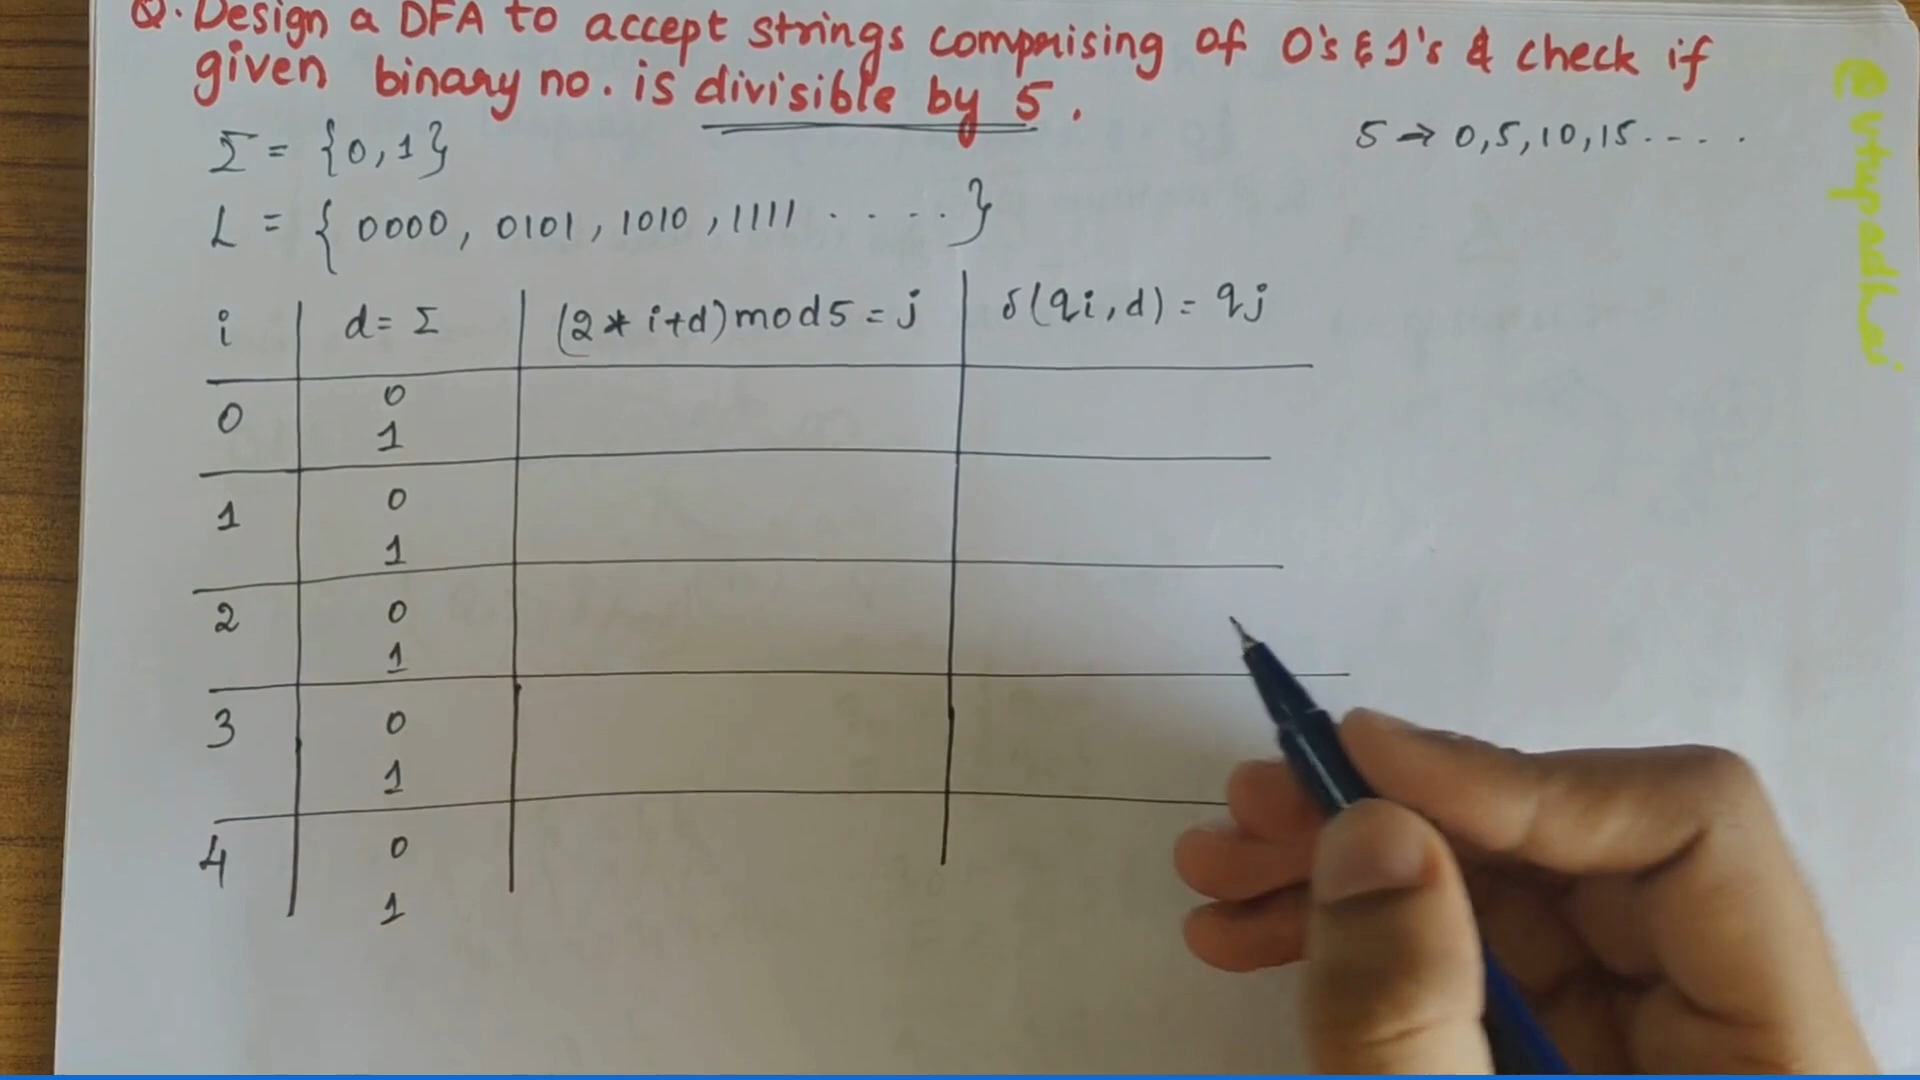 Q. Design a DFA to accept strings comprising of 0's & 1's & check if
given binary no. is divisible by 5.
Σ = {0,1}
5 → 0,5,10,15 - - - .
L = { 0000, 0101, 1010, 1111 . . . . }
i | d = Σ | (2 * i+d) mod 5 = j | δ(qi, d) = qj
0 | 0
1
1 | 0
1
2 | 0
1
3 | 0
1
4 | 0
1
@vtupadhai